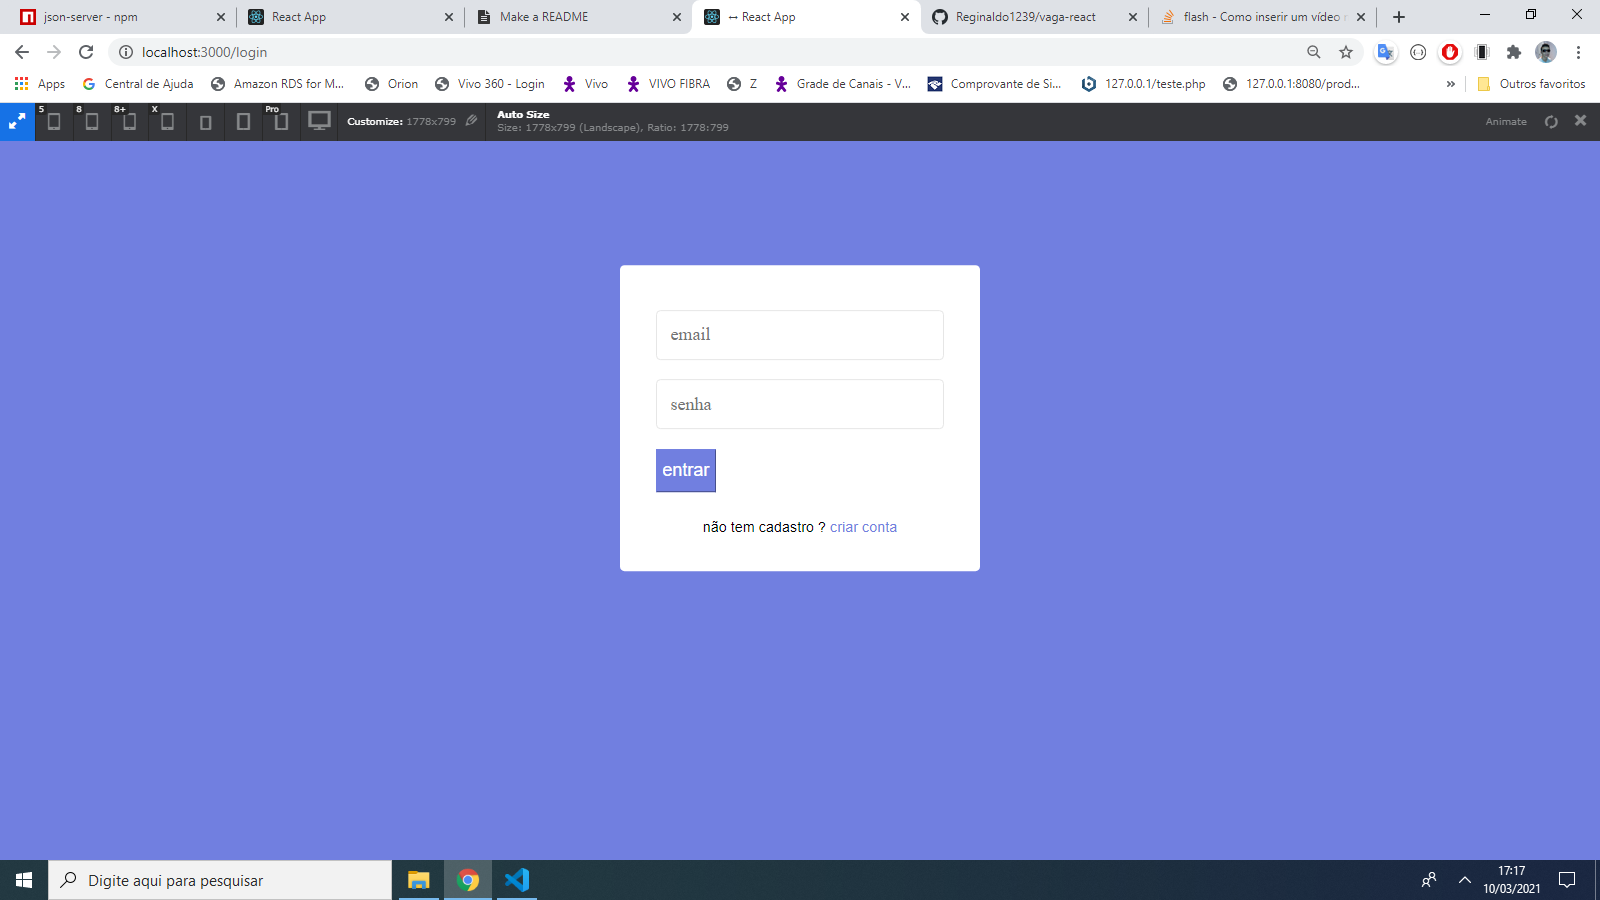 json-server - npm
React App
Make a README
↔ React App
Reginaldo1239/vaga-react
flash - Como inserir um vídeo
localhost:3000/login
Apps
Central de Ajuda
Amazon RDS for M...
Orion
Vivo 360 - Login
Vivo
VIVO FIBRA
Z
Grade de Canais - V...
Comprovante de Si...
127.0.0.1/teste.php
127.0.0.1:8080/prod...
»
Outros favoritos
5
8
8+
X
Pro
Customize: 1778x799
Auto Size
Size: 1778x799 (Landscape), Ratio: 1778:799
Animate
email
senha
entrar
não tem cadastro ? criar conta
Digite aqui para pesquisar
17:17
10/03/2021